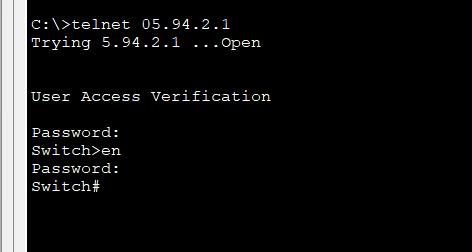 C:\>telnet 05.94.2.1
Trying 5.94.2.1 ...Open
User Access Verification
Password:
Switch>en
Password:
Switch#